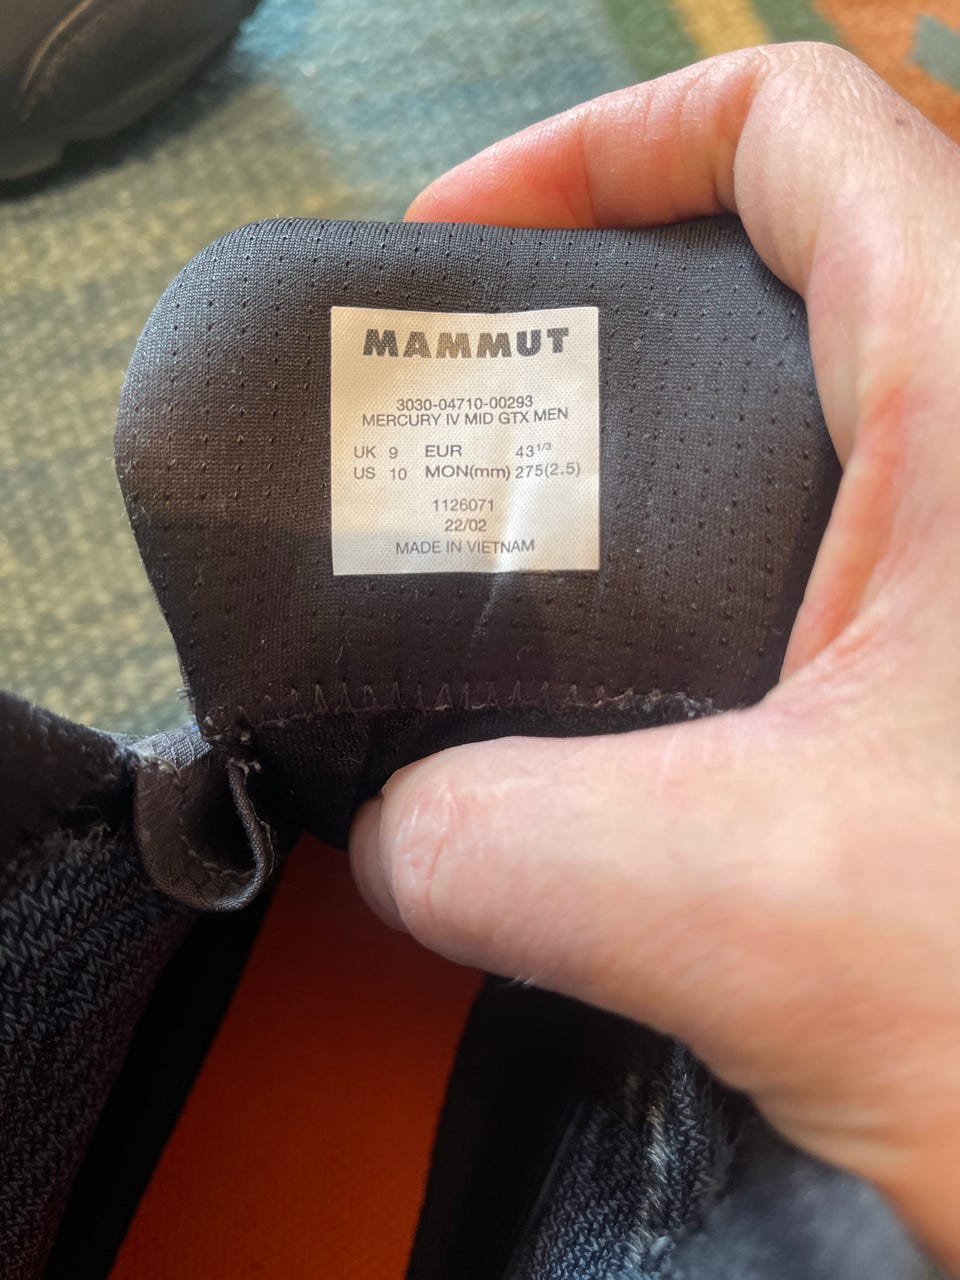 MAMMUT
3030-04710-00293
MERCURY IV MID GTX MEN
UK 9 EUR 43 1/3
US 10 MON(mm) 275(2.5)
1126071
22/02
MADE IN VIETNAM